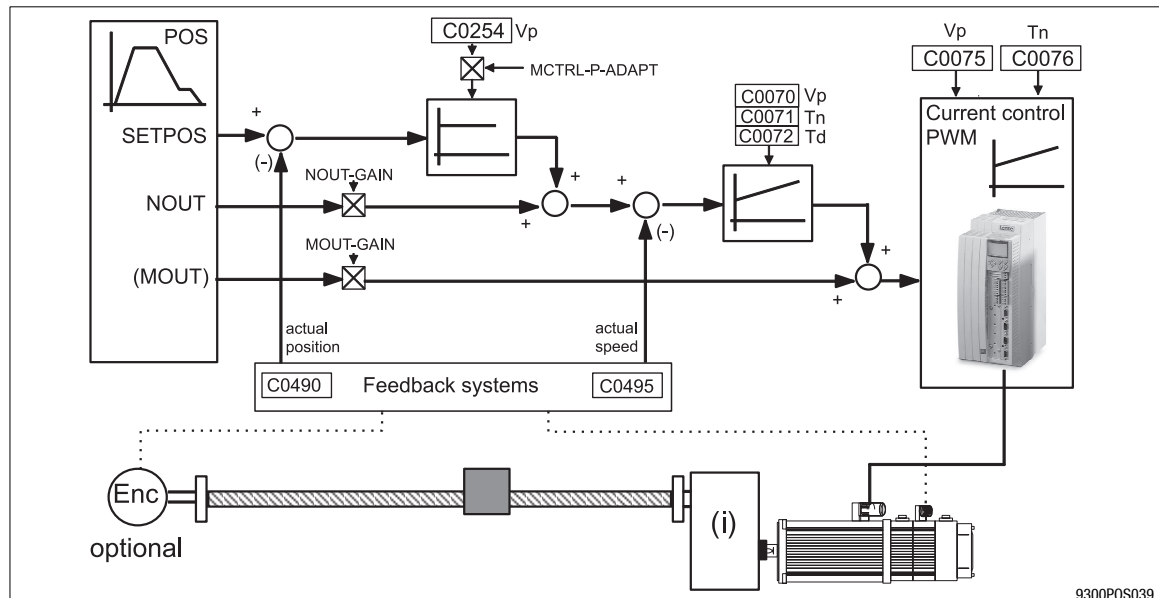 POS
C0254 Vp
MCTRL-P-ADAPT
Vp
Tn
C0075
C0076
Current control
PWM
C0070 Vp
C0071 Tn
C0072 Td
SETPOS
+
(-)
+
+
+
(-)
NOUT-GAIN
NOUT
MOUT-GAIN
(MOUT)
+
+
actual
position
actual
speed
C0490
Feedback systems
C0495
Enc
optional
(i)
9300POS039